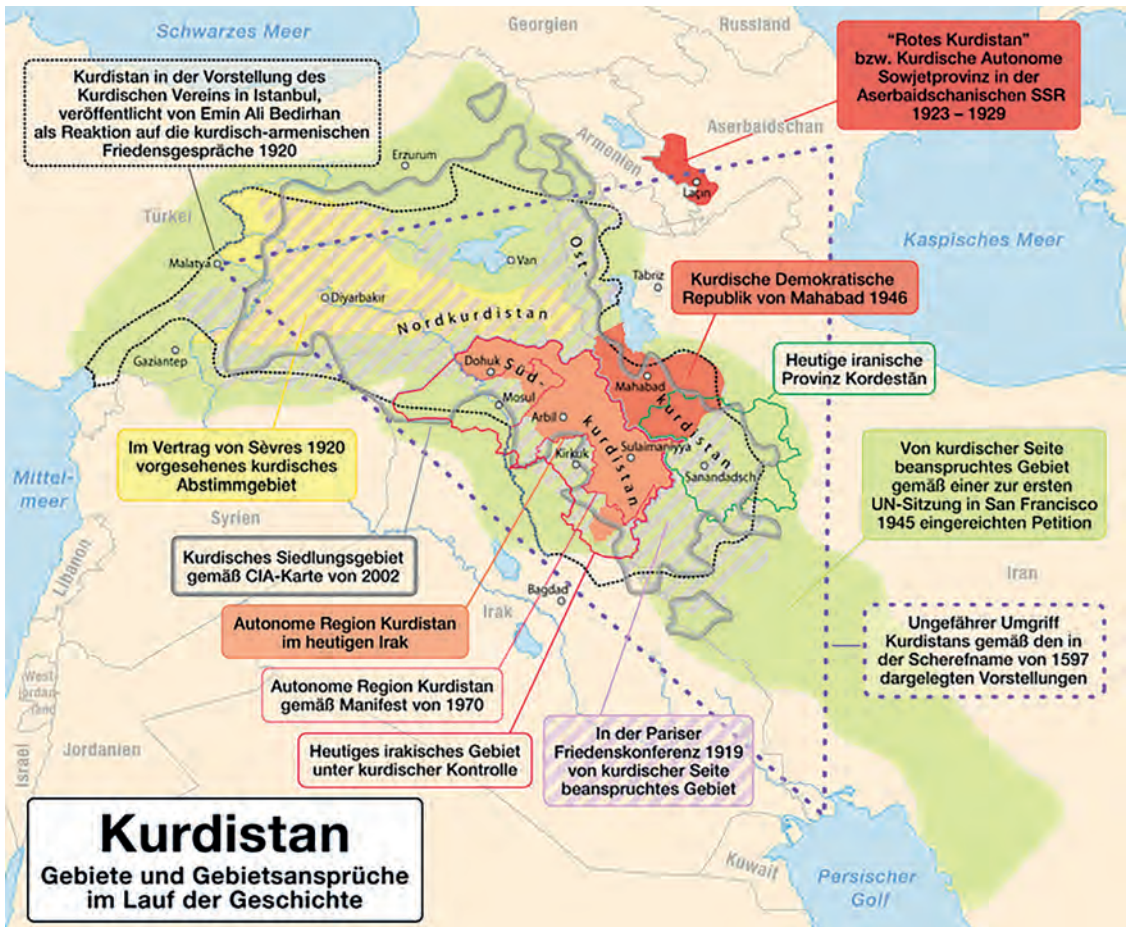 Schwarzes Meer
Georgien
Russland
"Rotes Kurdistan"
bzw. Kurdische Autonome
Sowjetprovinz in der
Aserbaidschanischen SSR
1923 – 1929
Kurdistan in der Vorstellung des
Kurdischen Vereins in Istanbul,
veröffentlicht von Emin Ali Bedirhan
als Reaktion auf die kurdisch-armenischen
Friedensgespräche 1920
Erzurum
Armenien
Aserbaidschan
Laçın
Türkei
Kaspisches Meer
Malatya
Van
Ost-
Täbriz
Kurdische Demokratische
Republik von Mahabad 1946
Diyarbakır
Nordkurdistan
Gaziantep
Dohuk
Süd-
Mahabad
Heutige iranische
Provinz Kordestān
Mosul
kurdistan
Arbil
kurdistan
Im Vertrag von Sèvres 1920
vorgesehenes kurdisches
Abstimmgebiet
Kirkuk
Sulaimaniyya
Sanandadsch
Von kurdischer Seite
beanspruchtes Gebiet
gemäß einer zur ersten
UN-Sitzung in San Francisco
1945 eingereichten Petition
Mittel-
meer
Syrien
Libanon
Kurdisches Siedlungsgebiet
gemäß CIA-Karte von 2002
Iran
Bagdad
Irak
Autonome Region Kurdistan
im heutigen Irak
Ungefährer Umgriff
Kurdistans gemäß den in
der Scherefname von 1597
dargelegten Vorstellungen
West-
jordan-
land
Autonome Region Kurdistan
gemäß Manifest von 1970
Israel
Jordanien
Heutiges irakisches Gebiet
unter kurdischer Kontrolle
In der Pariser
Friedenskonferenz 1919
von kurdischer Seite
beanspruchtes Gebiet
Kurdistan
Gebiete und Gebietsansprüche
im Lauf der Geschichte
Kuwait
Persischer
Golf